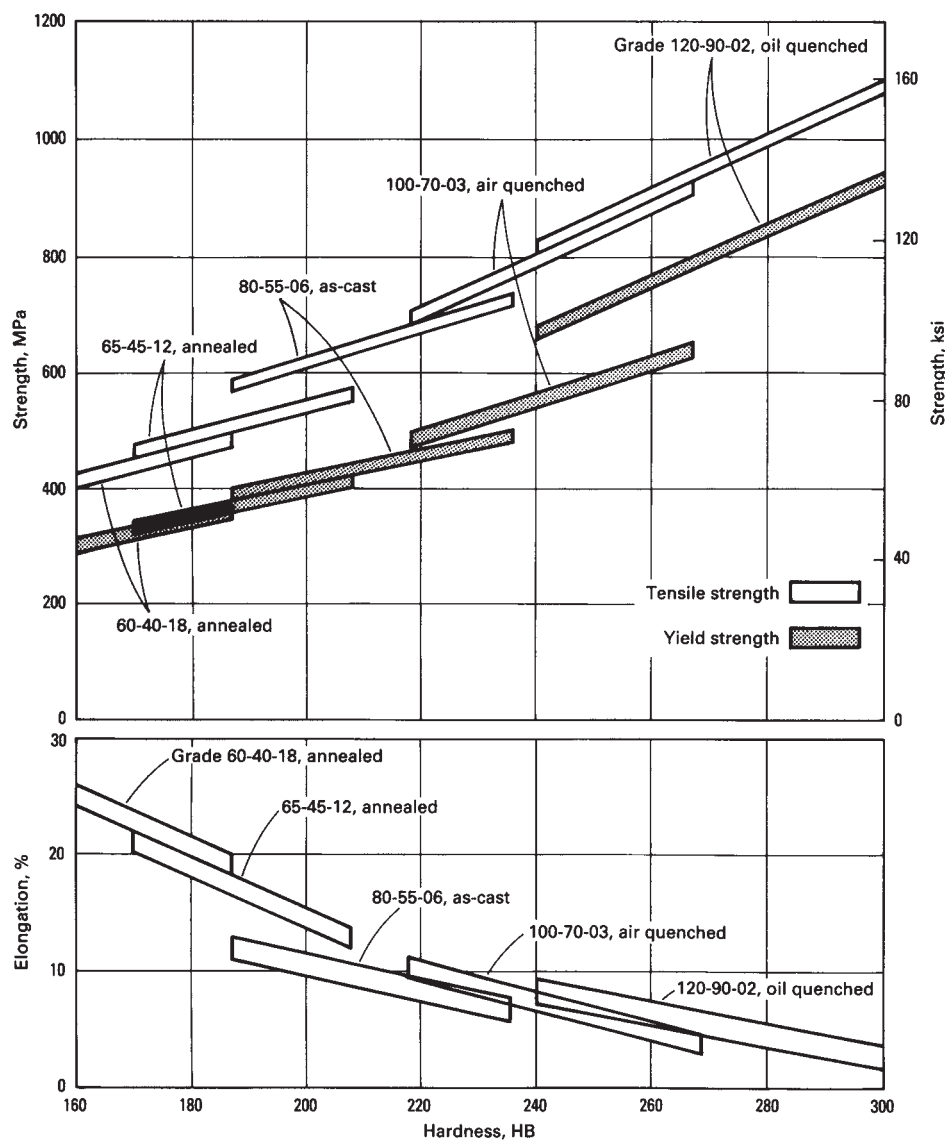 1200
1000
800
600
400
200
0
Strength, MPa
160
120
80
40
0
Strength, ksi
Grade 120-90-02, oil quenched
100-70-03, air quenched
80-55-06, as-cast
65-45-12, annealed
60-40-18, annealed
Tensile strength
Yield strength
30
20
10
0
Elongation, %
Grade 60-40-18, annealed
65-45-12, annealed
80-55-06, as-cast
100-70-03, air quenched
120-90-02, oil quenched
160 180 200 220 240 260 280 300
Hardness, HB